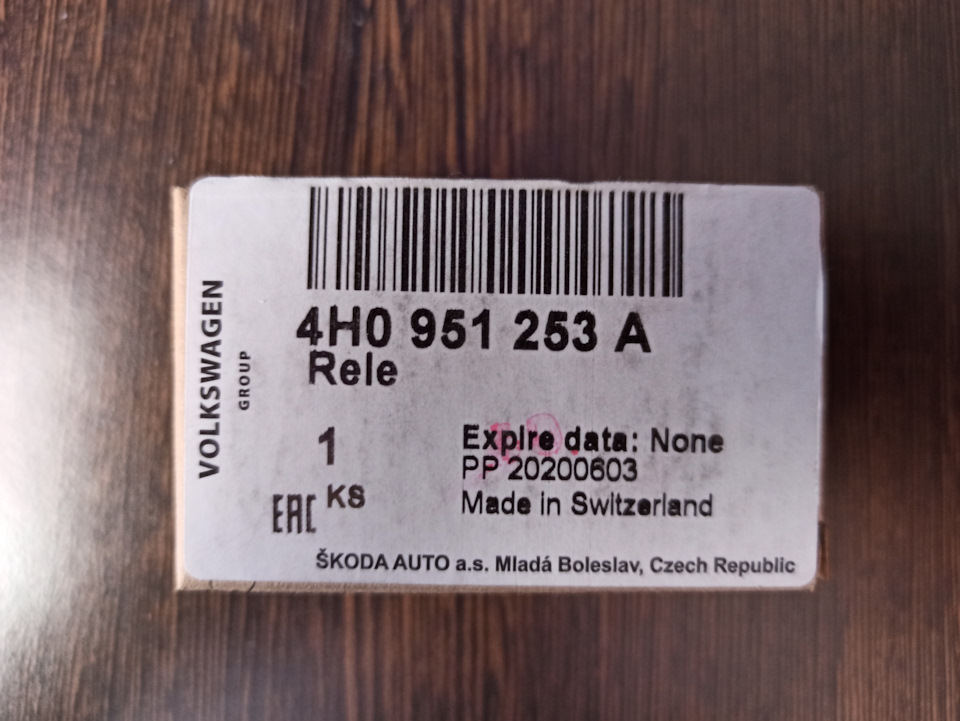 VOLKSWAGEN
GROUP
4H0 951 253 A
Rele
1
KS
EAC
Expire data: None
PP 20200603
Made in Switzerland
ŠKODA AUTO a.s. Mladá Boleslav, Czech Republic